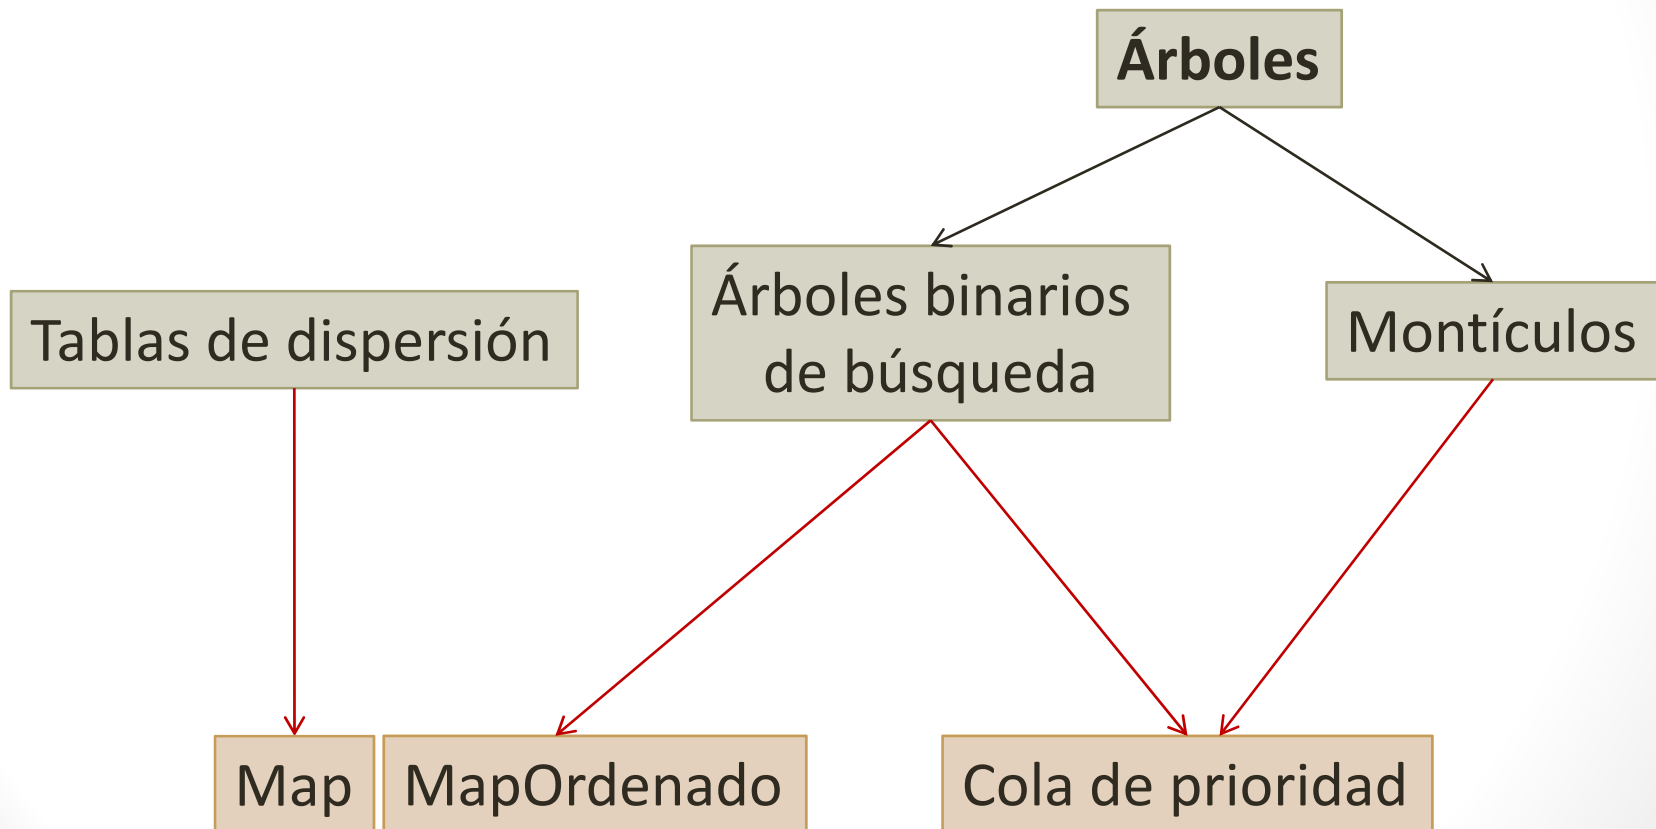 Árboles
Tablas de dispersión
Árboles binarios
de búsqueda
Montículos
Map
MapOrdenado
Cola de prioridad